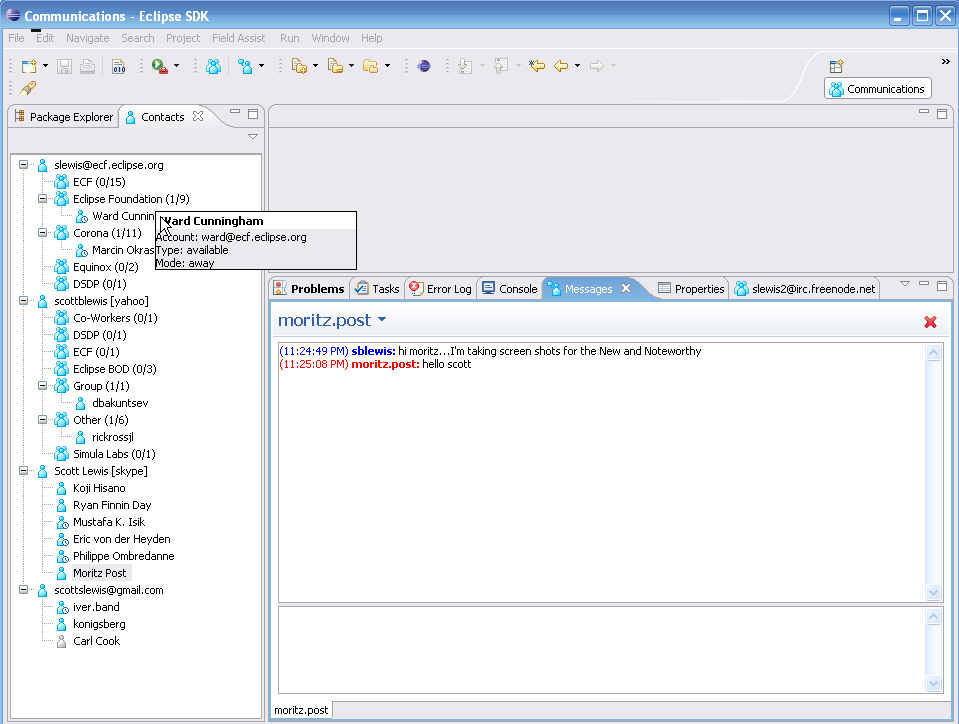 Communications - Eclipse SDK
File Edit Navigate Search Project Field Assist Run Window Help
010
»
Communications
Package Explorer Contacts
slewis@ecf.eclipse.org
ECF (0/15)
Eclipse Foundation (1/9)
Ward Cunnin
Corona (1/11)
Marcin Okras
Equinox (0/2)
DSDP (0/1)
scottblewis [yahoo]
Co-Workers (0/1)
DSDP (0/1)
ECF (0/1)
Eclipse BOD (0/3)
Group (1/1)
dbakuntsev
Other (1/6)
rickrossjl
Simula Labs (0/1)
Scott Lewis [skype]
Koji Hisano
Ryan Finnin Day
Mustafa K. Isik
Eric von der Heyden
Philippe Ombredanne
Moritz Post
scottslewis@gmail.com
iver.band
konigsberg
Carl Cook
Ward Cunningham
Account: ward@ecf.eclipse.org
Type: available
Mode: away
Problems Tasks Error Log Console Messages Properties slewis2@irc.freenode.net
moritz.post
(11:24:49 PM) sblewis: hi moritz...I'm taking screen shots for the New and Noteworthy
(11:25:08 PM) moritz.post: hello scott
moritz.post